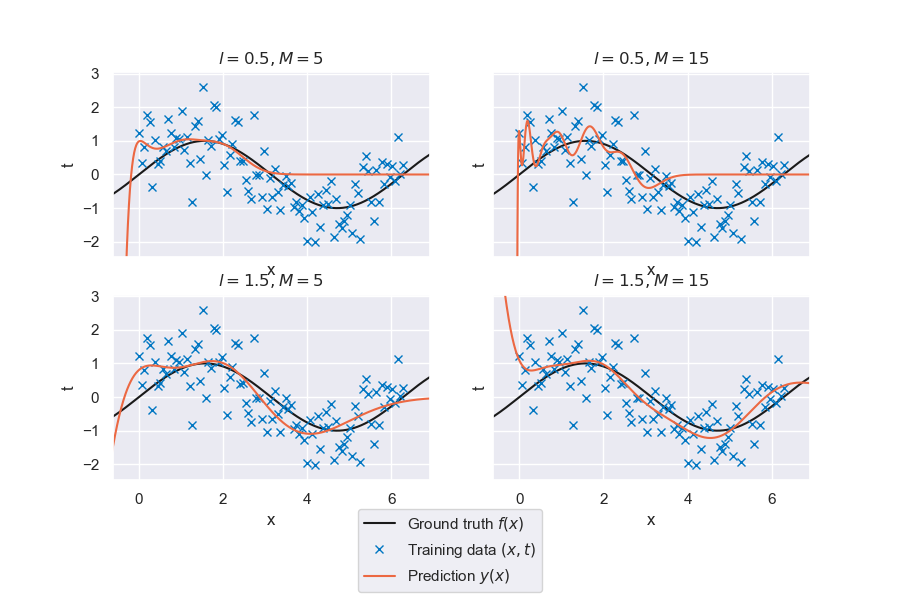 l = 0.5, M = 5
l = 0.5, M = 15
3
2
1
0
−1
−2
t
t
x
x
l = 1.5, M = 5
l = 1.5, M = 15
3
2
1
0
−1
−2
t
t
0 2 4 6
0 2 4 6
x
x
Ground truth f(x)
Training data (x, t)
Prediction y(x)